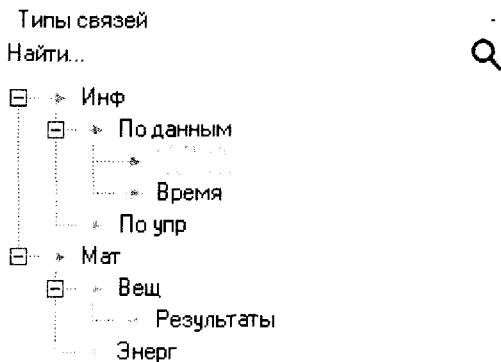 Типы связей
Найти...
Инф
По данным
Время
По упр
Мат
Вещ
Результаты
Энерг